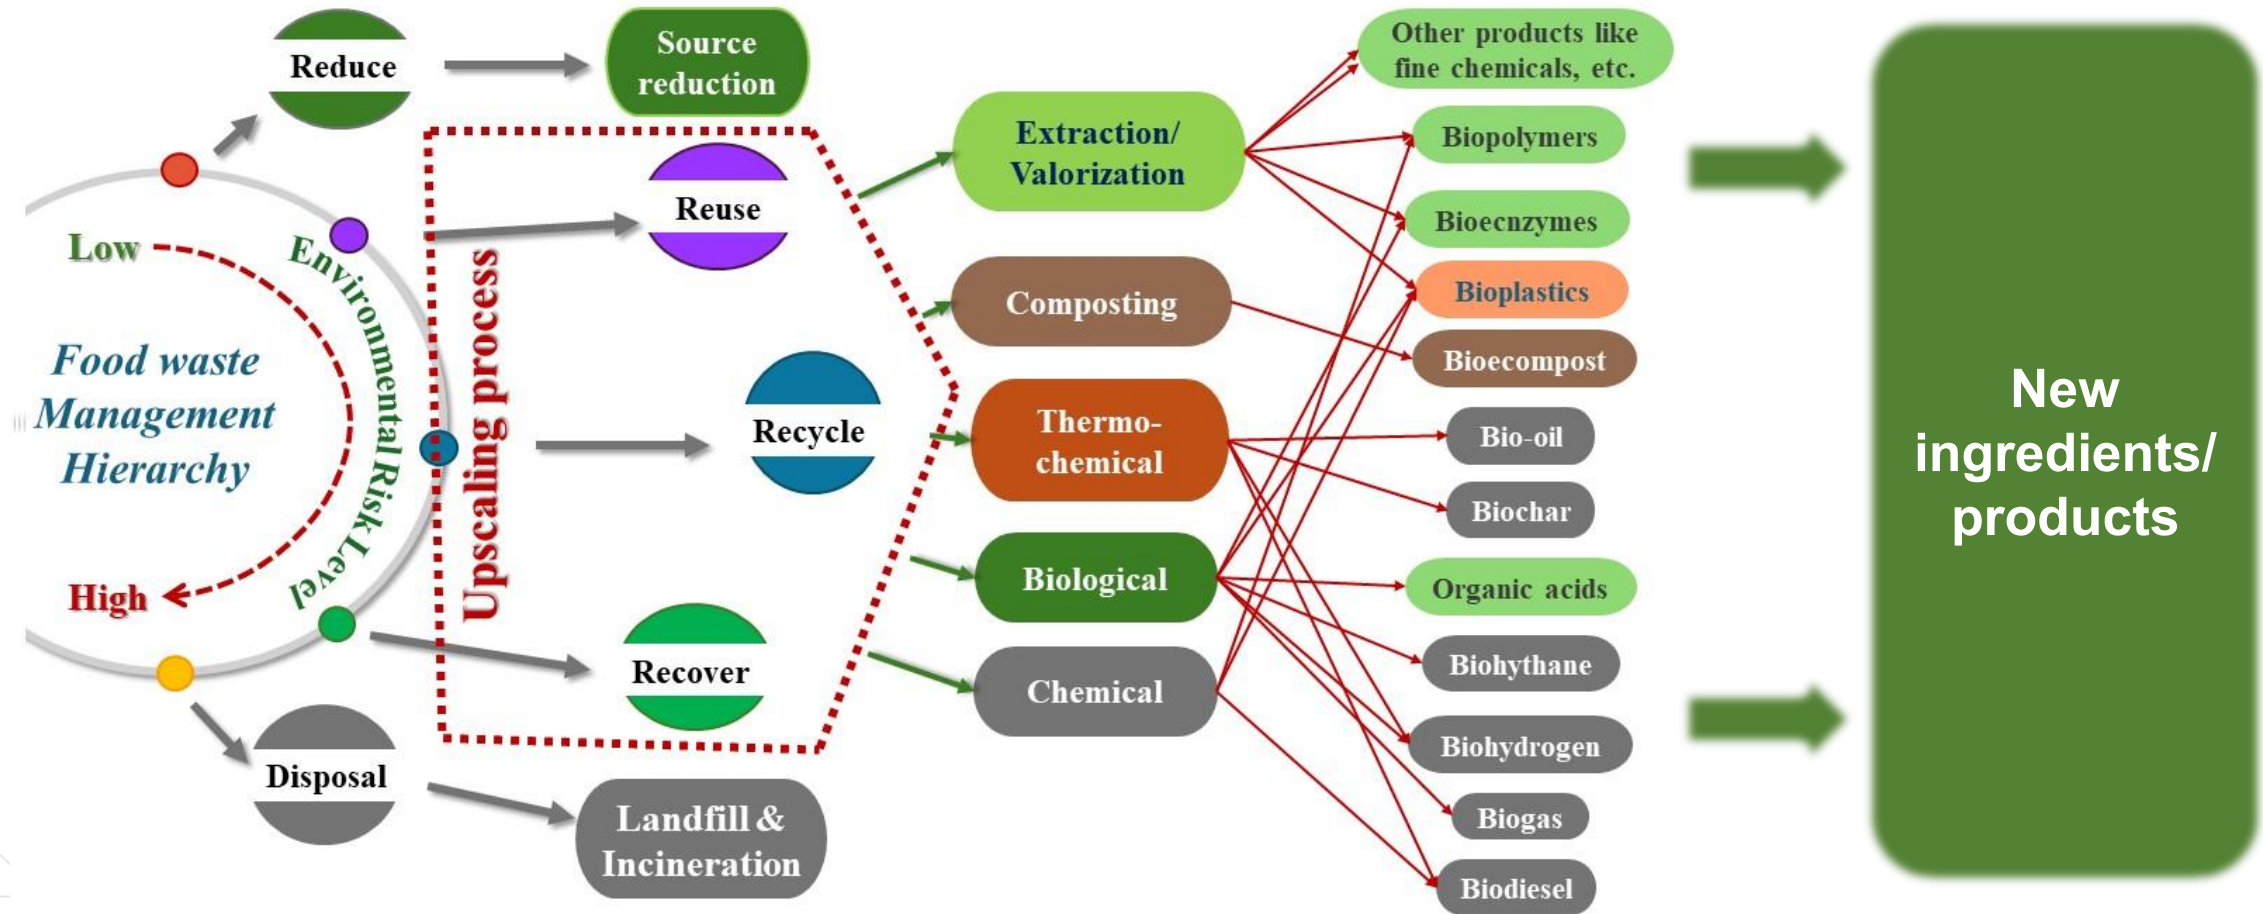 Reduce
Source
reduction
Low
High
Food waste
Management
Hierarchy
Environmental Risk Level
Upscaling process
Reuse
Recycle
Recover
Disposal
Landfill &
Incineration
Extraction/
Valorization
Composting
Thermo-
chemical
Biological
Chemical
Other products like
fine chemicals, etc.
Biopolymers
Bioecnzymes
Bioplastics
Bioecompost
Bio-oil
Biochar
Organic acids
Biohythane
Biohydrogen
Biogas
Biodiesel
New
ingredients/
products